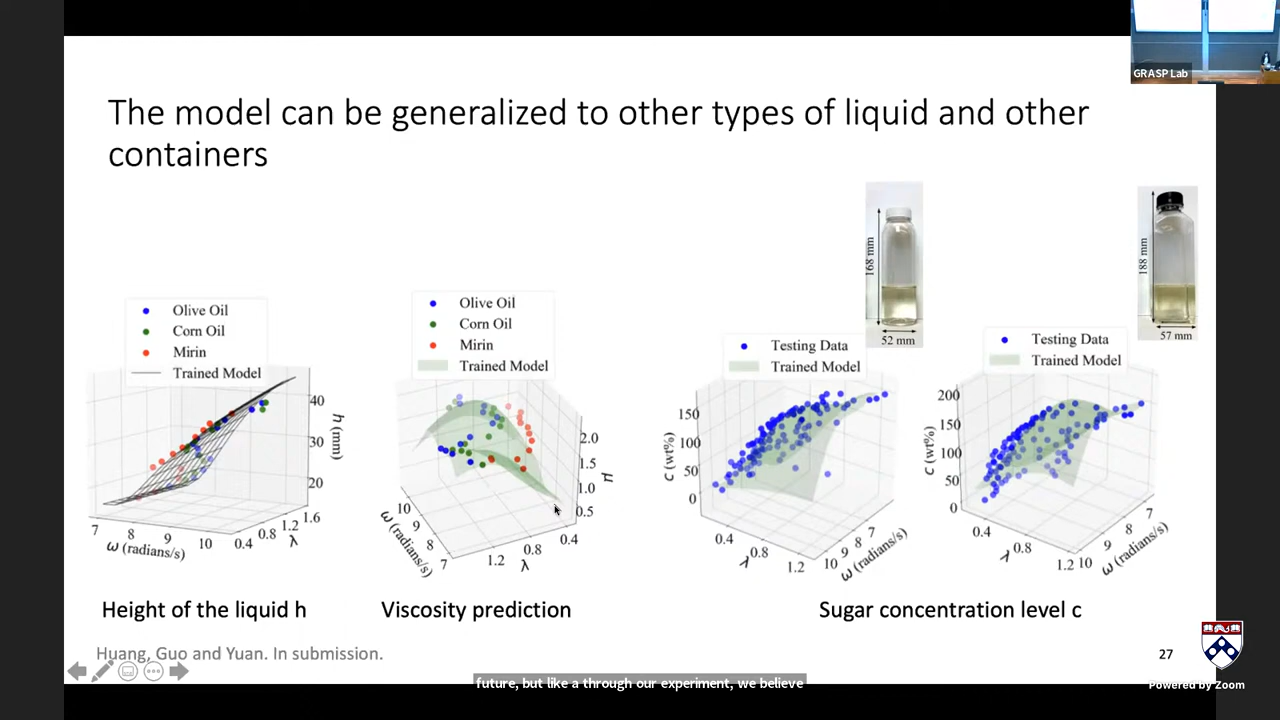 GRASP Lab
The model can be generalized to other types of liquid and other
containers
168 mm
52 mm
188 mm
57 mm
Olive Oil
Corn Oil
Mirin
Trained Model
40
30
20
h (mm)
7
8
9
10
ω (radians/s)
0.4
0.8
1.2
1.6
λ
Height of the liquid h
Olive Oil
Corn Oil
Mirin
Trained Model
2.0
1.5
1.0
0.5
μ
10
9
8
7
ω (radians/s)
1.2
0.8
0.4
λ
Viscosity prediction
Testing Data
Trained Model
150
100
50
0
c (wt%)
0.4
0.8
1.2
λ
10
9
8
7
ω (radians/s)
Testing Data
Trained Model
200
150
100
50
0
c (wt%)
0.4
0.8
1.2
λ
10
9
8
7
ω (radians/s)
Sugar concentration level c
Huang, Guo and Yuan. In submission.
27
future, but like a through our experiment, we believe
Powered by Zoom